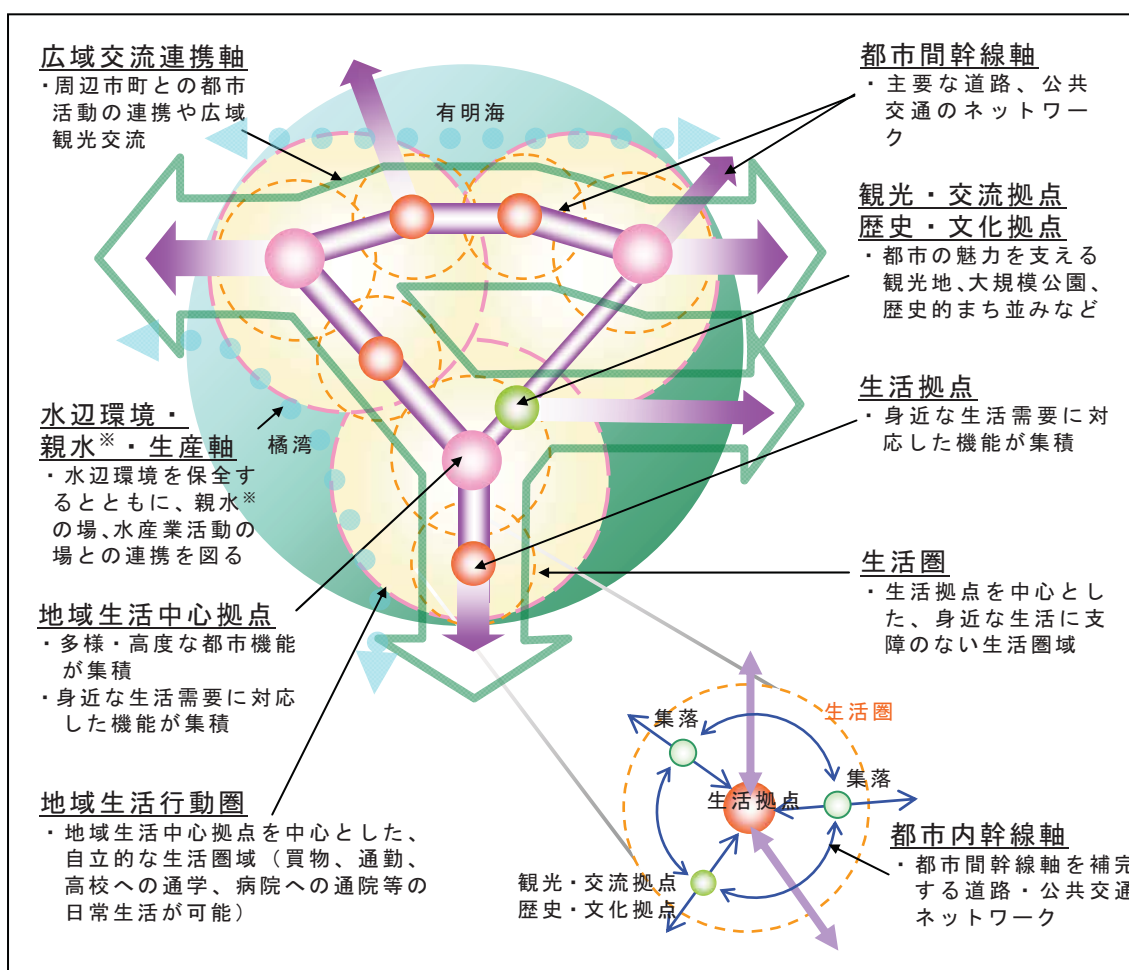 広域交流連携軸
・周辺市町との都市
活動の連携や広域
観光交流
有明海
都市間幹線軸
・主要な道路、公共
交通のネットワー
ク
観光・交流拠点
歴史・文化拠点
・都市の魅力を支える
観光地、大規模公園、
歴史的まち並みなど
生活拠点
・身近な生活需要に対
応した機能が集積
水辺環境・
親水※・生産軸
・水辺環境を保全す
るとともに、親水※
の場、水産業活動の
場との連携を図る
橘湾
生活圏
・生活拠点を中心とし
た、身近な生活に支
障のない生活圏域
地域生活中心拠点
・多様・高度な都市機能
が集積
・身近な生活需要に対応
した機能が集積
地域生活行動圏
・地域生活中心拠点を中心とした、
自立的な生活圏域（買物、通勤、
高校への通学、病院への通院等の
日常生活が可能）
生活圏
集落
集落
生活拠点
観光・交流拠点
歴史・文化拠点
都市内幹線軸
・都市間幹線軸を補完
する道路・公共交通
ネットワーク